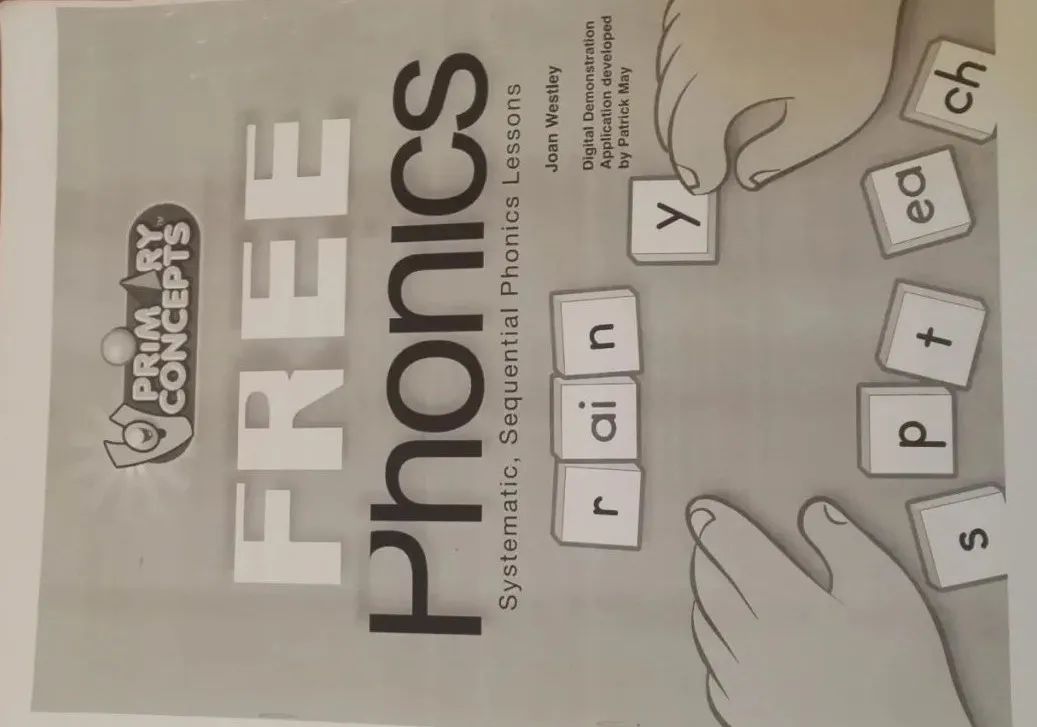 PRIMARY
CONCEPTS™
FREE
Phonics
Systematic, Sequential Phonics Lessons
Joan Westley
Digital Demonstration
Application developed
by Patrick May
r ai n
y
s p t ea ch